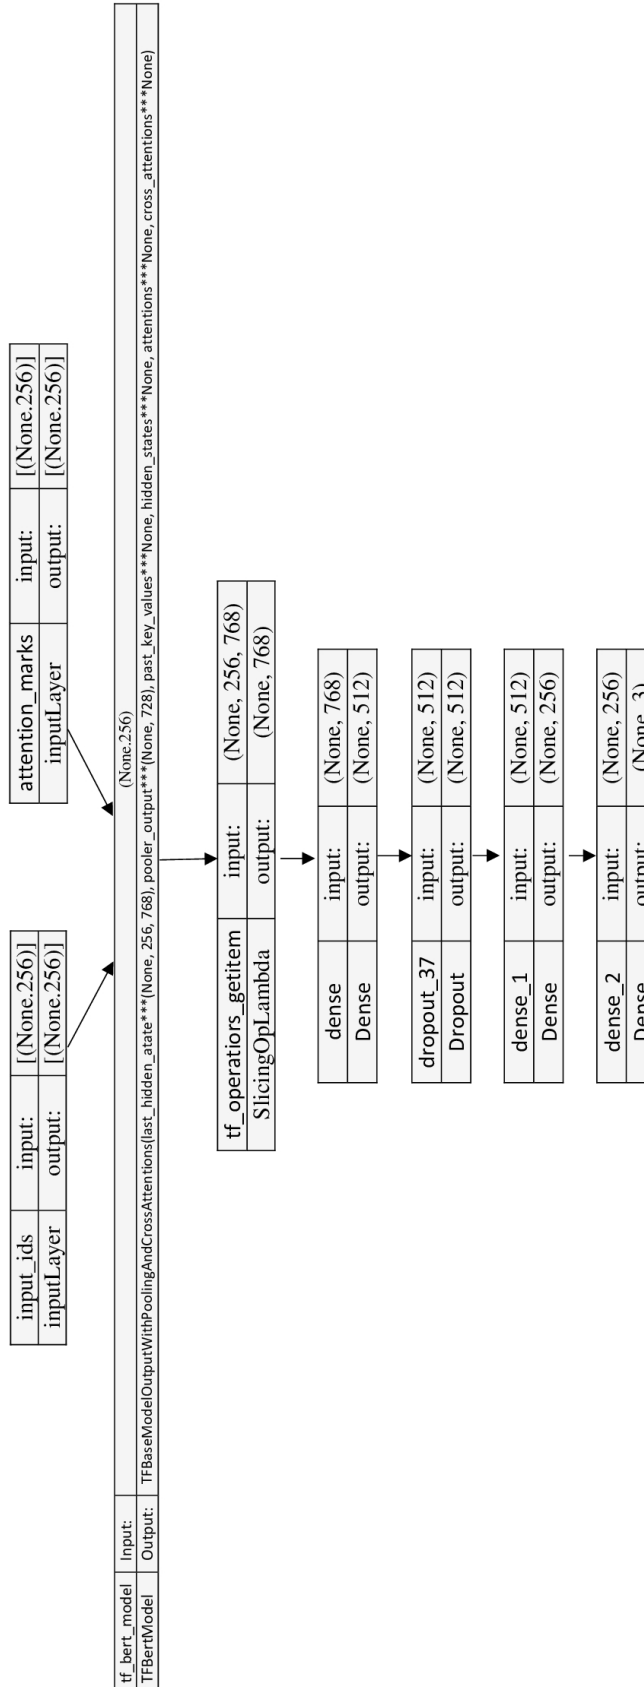 input_ids input: [(None.256)]
inputLayer output: [(None.256)]
attention_marks input: [(None.256)]
inputLayer output: [(None.256)]
tf_bert_model Input: (None.256)
TFBertModel Output: TFBaseModelOutputWithPoolingAndCrossAttentions(last_hidden_atate***(None, 256, 768), pooler_output***(None, 728), past_key_values***None, hidden_states***None, attentions***None, cross_attentions***None)
tf_operatiors_getitem input: (None, 256, 768)
SlicingOpLambda output: (None, 768)
dense input: (None, 768)
Dense output: (None, 512)
dropout_37 input: (None, 512)
Dropout output: (None, 512)
dense_1 input: (None, 512)
Dense output: (None, 256)
dense_2 input: (None, 256)
Dense output: (None, 3)